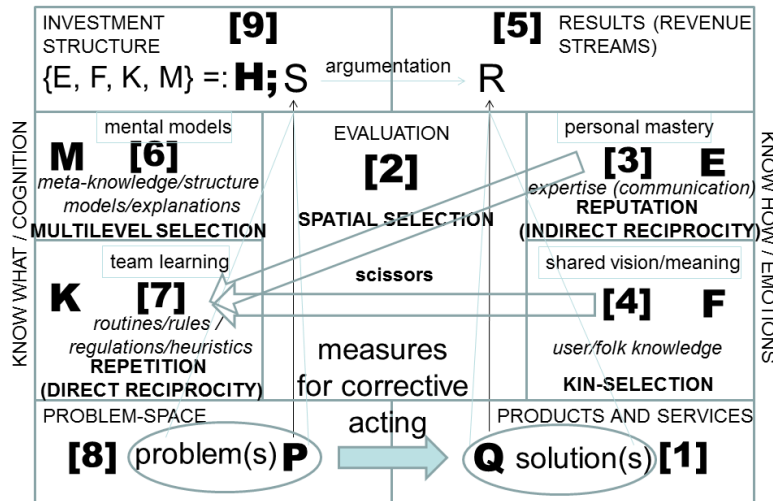 INVESTMENT
STRUCTURE
[9]
{E, F, K, M} =: H; S
argumentation
[5]
RESULTS (REVENUE
STREAMS)
R
KNOW WHAT / COGNITION
mental models
M [6]
meta-knowledge/structure
models/explanations
MULTILEVEL SELECTION
team learning
K [7]
routines/rules /
regulations/heuristics
REPETITION
(DIRECT RECIPROCITY)
EVALUATION
[2]
SPATIAL SELECTION
scissors
measures
for corrective
acting
personal mastery
[3] E
expertise (communication)
REPUTATION
(INDIRECT RECIPROCITY)
shared vision/meaning
[4] F
user/folk knowledge
KIN-SELECTION
KNOW HOW / EMOTIONS
PROBLEM-SPACE
[8] problem(s) P
PRODUCTS AND SERVICES
Q solution(s) [1]